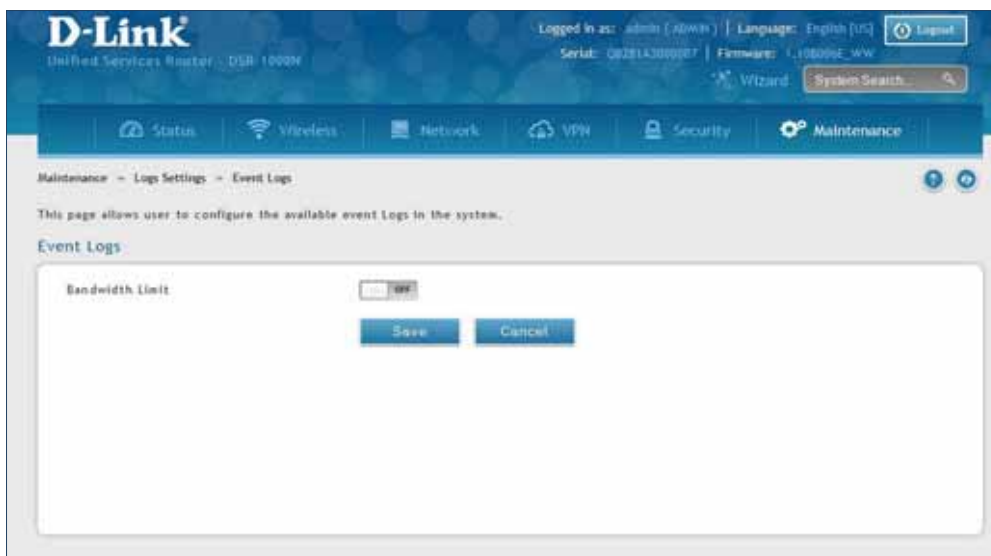 D-Link
Logged in as: admin ( ADMIN ) | Language: English [US]
Logout
Unified Services Router - DSR-1000N
Serial: | Firmware:
Wizard
System Search...
Status
Wireless
Network
VPN
Security
Maintenance
Maintenance » Logs Settings » Event Logs
This page allows user to configure the available event Logs in the system.
Event Logs
Bandwidth Limit
OFF
Save
Cancel